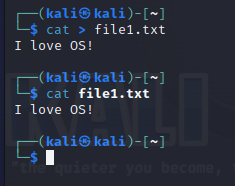 ┌──(kali㉿kali)-[~]
└─$ cat > file1.txt
I love OS!
┌──(kali㉿kali)-[~]
└─$ cat file1.txt
I love OS!
┌──(kali㉿kali)-[~]
└─$
"the quieter you become,